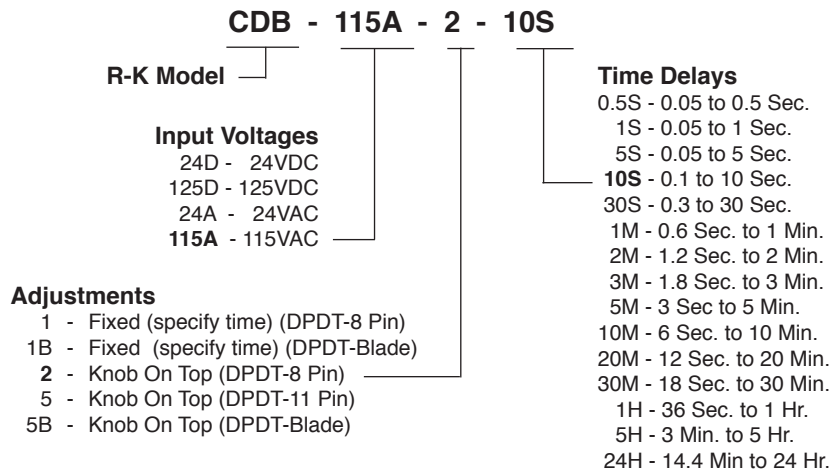 CDB - 115A - 2 - 10S
R-K Model
Input Voltages
24D - 24VDC
125D - 125VDC
24A - 24VAC
115A - 115VAC
Adjustments
1 - Fixed (specify time) (DPDT-8 Pin)
1B - Fixed (specify time) (DPDT-Blade)
2 - Knob On Top (DPDT-8 Pin)
5 - Knob On Top (DPDT-11 Pin)
5B - Knob On Top (DPDT-Blade)
Time Delays
0.5S - 0.05 to 0.5 Sec.
1S - 0.05 to 1 Sec.
5S - 0.05 to 5 Sec.
10S - 0.1 to 10 Sec.
30S - 0.3 to 30 Sec.
1M - 0.6 Sec. to 1 Min.
2M - 1.2 Sec. to 2 Min.
3M - 1.8 Sec. to 3 Min.
5M - 3 Sec to 5 Min.
10M - 6 Sec. to 10 Min.
20M - 12 Sec. to 20 Min.
30M - 18 Sec. to 30 Min.
1H - 36 Sec. to 1 Hr.
5H - 3 Min. to 5 Hr.
24H - 14.4 Min to 24 Hr.